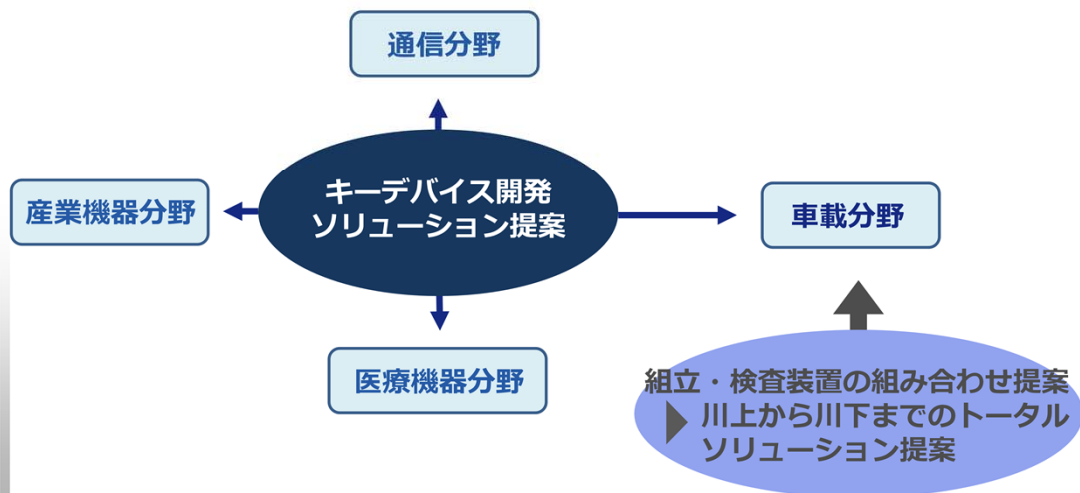 通信分野
キーデバイス開発
ソリューション提案
産業機器分野
車載分野
医療機器分野
組立・検査装置の組み合わせ提案
川上から川下までのトータル
ソリューション提案